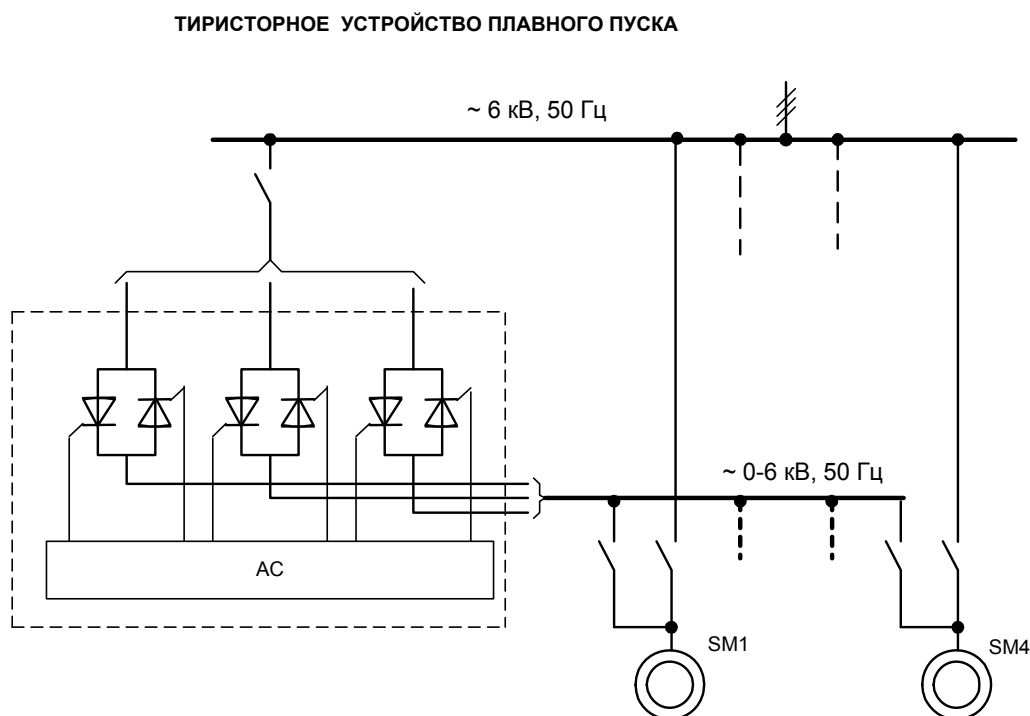 ТИРИСТОРНОЕ УСТРОЙСТВО ПЛАВНОГО ПУСКА
~ 6 кВ, 50 Гц
~ 0-6 кВ, 50 Гц
АС
SM1
SM4